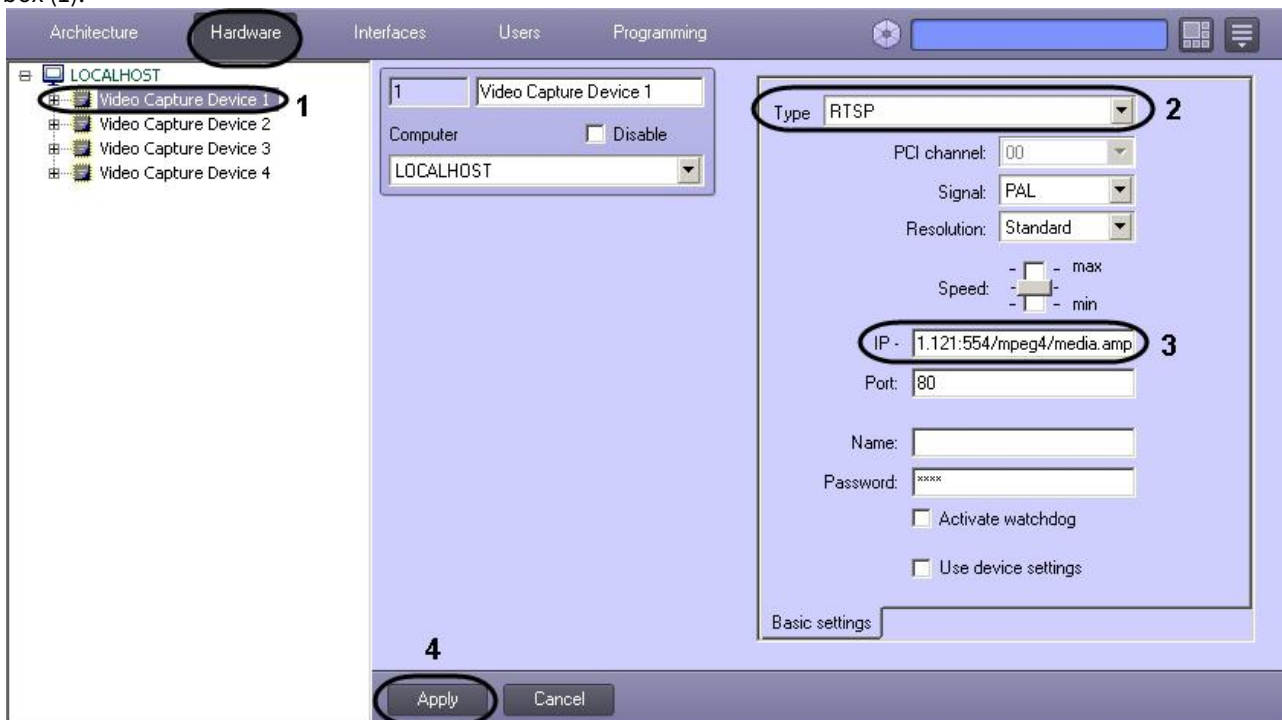 box (2).
Architecture Hardware Interfaces Users Programming
LOCALHOST
Video Capture Device 1 1
Video Capture Device 2
Video Capture Device 3
Video Capture Device 4
1 Video Capture Device 1
Computer Disable
LOCALHOST
Type RTSP 2
PCI channel: 00
Signal: PAL
Resolution: Standard
max
Speed:
min
IP - 1.121:554/mpeg4/media.amp 3
Port: 80
Name:
Password: ****
Activate watchdog
Use device settings
Basic settings
4
Apply Cancel